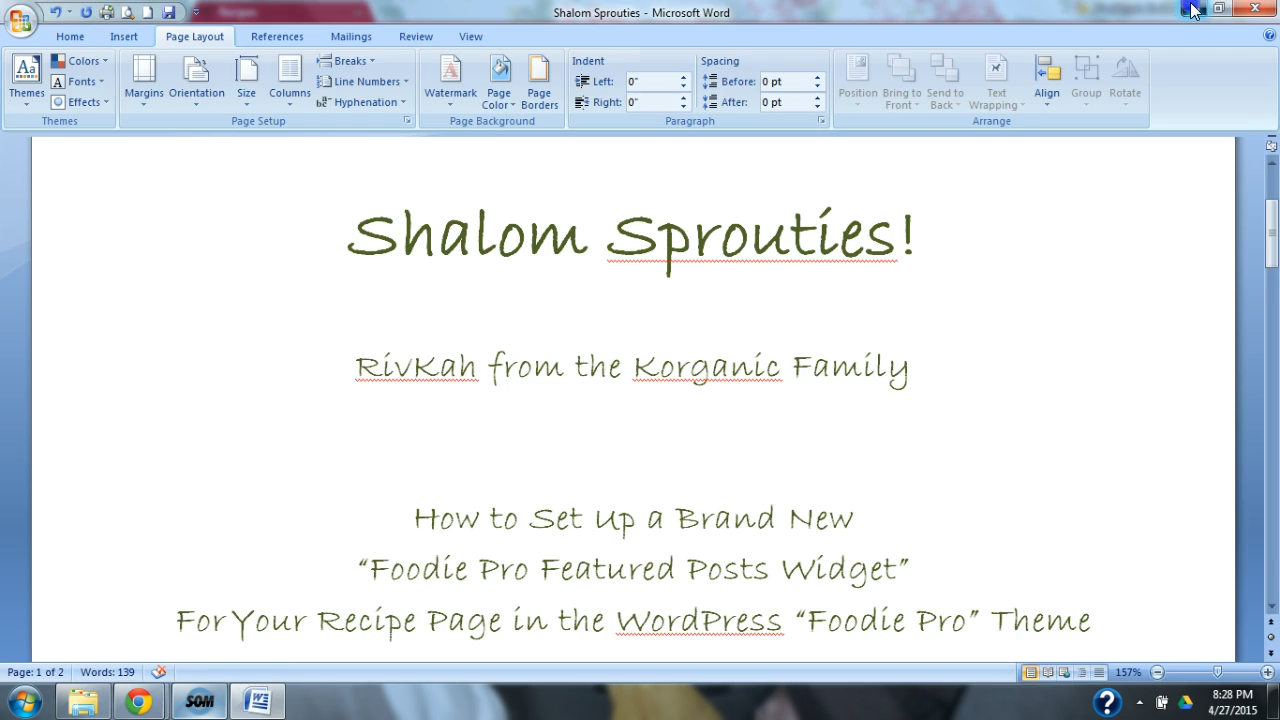 Shalom Sprouties - Microsoft Word
Home Insert Page Layout References Mailings Review View
Themes Colors Fonts Effects Themes
Margins Orientation Size Columns Breaks Line Numbers Hyphenation Page Setup
Watermark Page Color Page Borders Page Background
Indent Left: 0" Right: 0" Spacing Before: 0 pt After: 0 pt Paragraph
Position Bring to Front Send to Back Text Wrapping Align Group Rotate Arrange
Shalom Sprouties!
RivKah from the Korganic Family
How to Set Up a Brand New
“Foodie Pro Featured Posts Widget”
For Your Recipe Page in the WordPress “Foodie Pro” Theme
Page: 1 of 2 Words: 139 157%
SOM 8:28 PM
4/27/2015